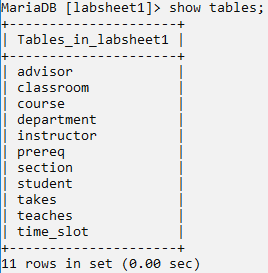 MariaDB [labsheet1]> show tables;
+---------------------+
| Tables_in_labsheet1 |
+---------------------+
| advisor             |
| classroom           |
| course              |
| department          |
| instructor          |
| prereq              |
| section             |
| student             |
| takes               |
| teaches             |
| time_slot           |
+---------------------+
11 rows in set (0.00 sec)